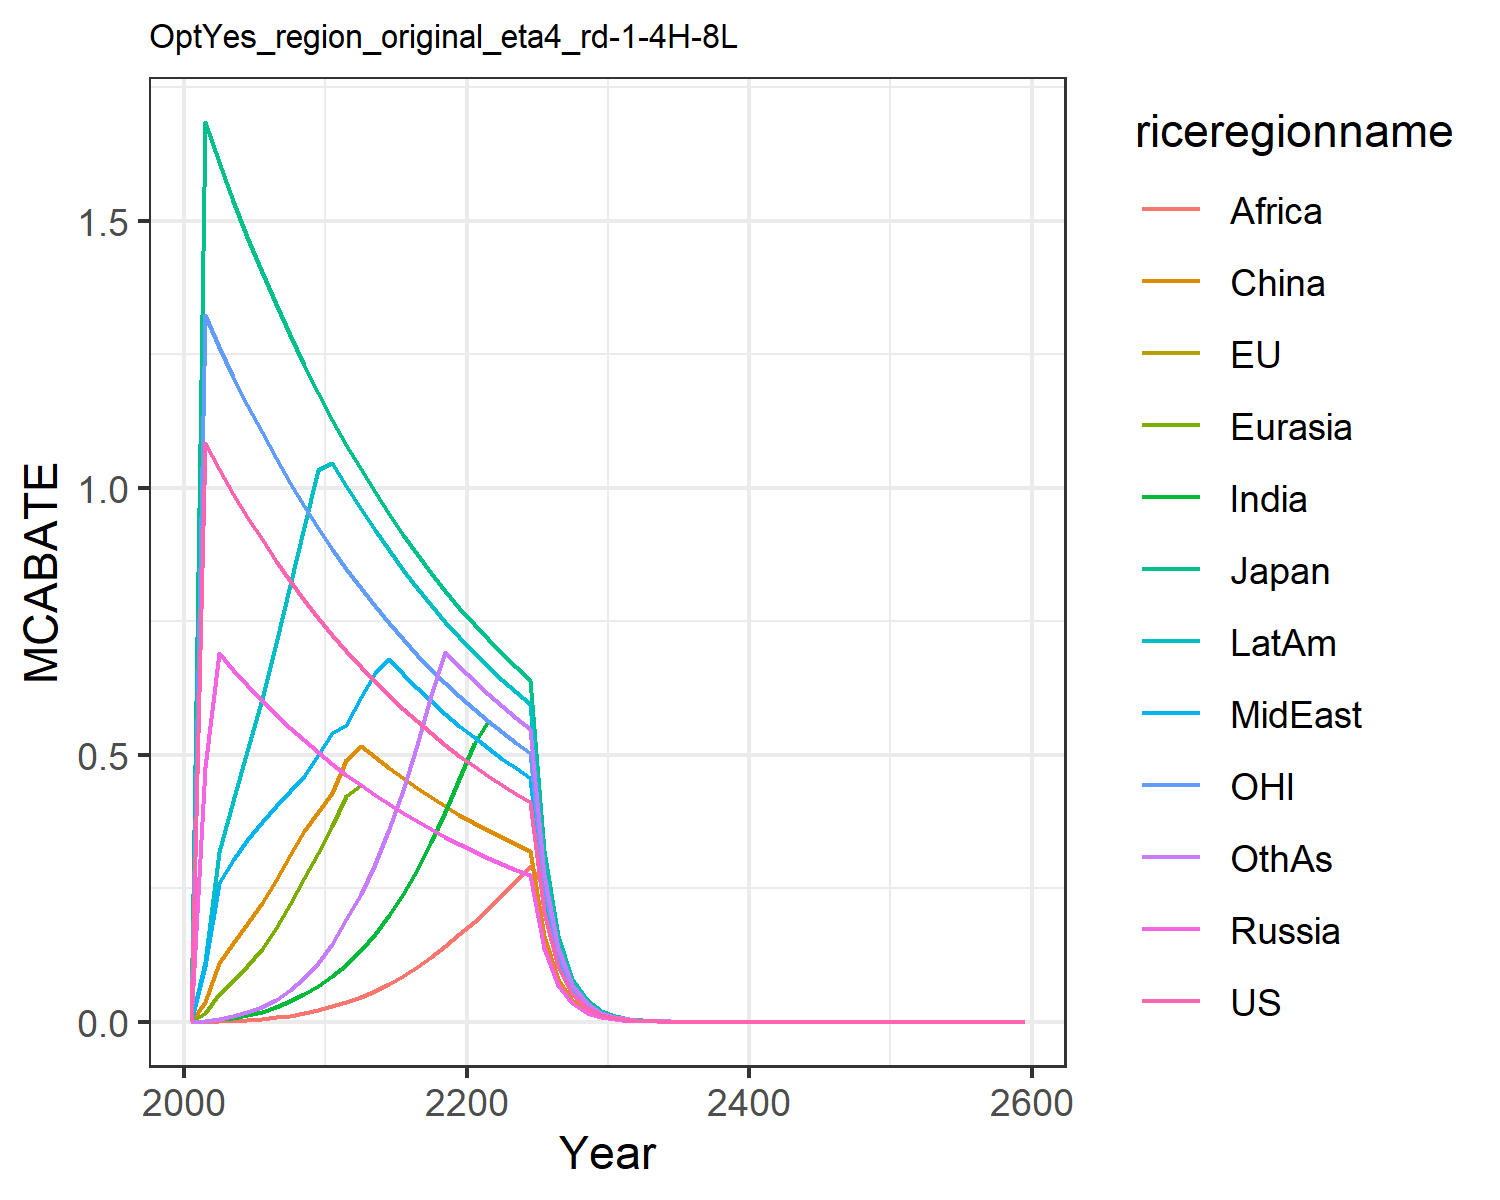 OptYes_region_original_eta4_rd-1-4H-8L
MCABATE
1.5
1.0
0.5
0.0
2000
2200
2400
2600
Year
riceregionname
Africa
China
EU
Eurasia
India
Japan
LatAm
MidEast
OHI
OthAs
Russia
US